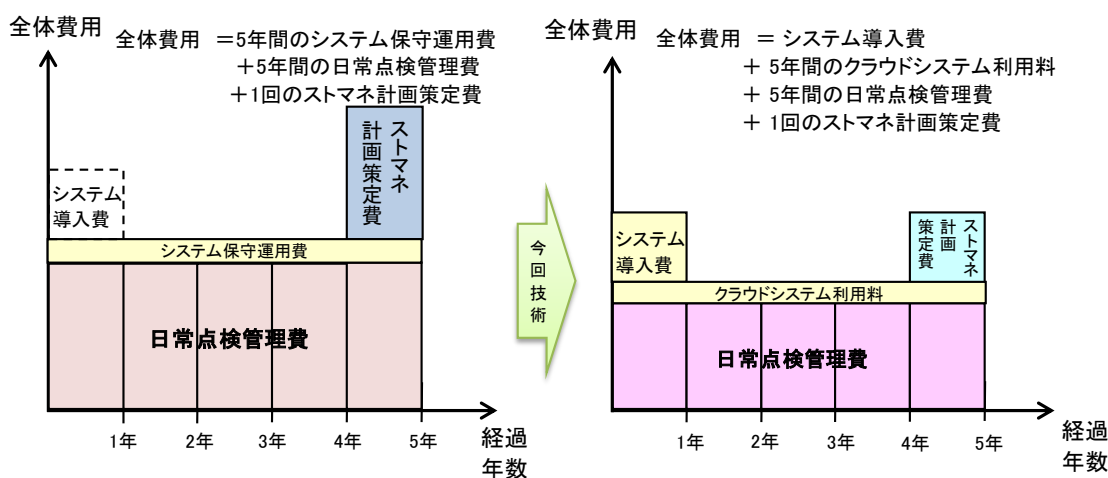 全体費用
全体費用 =5年間のシステム保守運用費
+5年間の日常点検管理費
+1回のストマネ計画策定費
システム
導入費
ストマネ
計画策定費
システム保守運用費
日常点検管理費
1年
2年
3年
4年
5年
経過
年数
今回技術
全体費用
全体費用 = システム導入費
+ 5年間のクラウドシステム利用料
+ 5年間の日常点検管理費
+ 1回のストマネ計画策定費
システム
導入費
ストマネ
計画
策定費
クラウドシステム利用料
日常点検管理費
1年
2年
3年
4年
5年
経過
年数